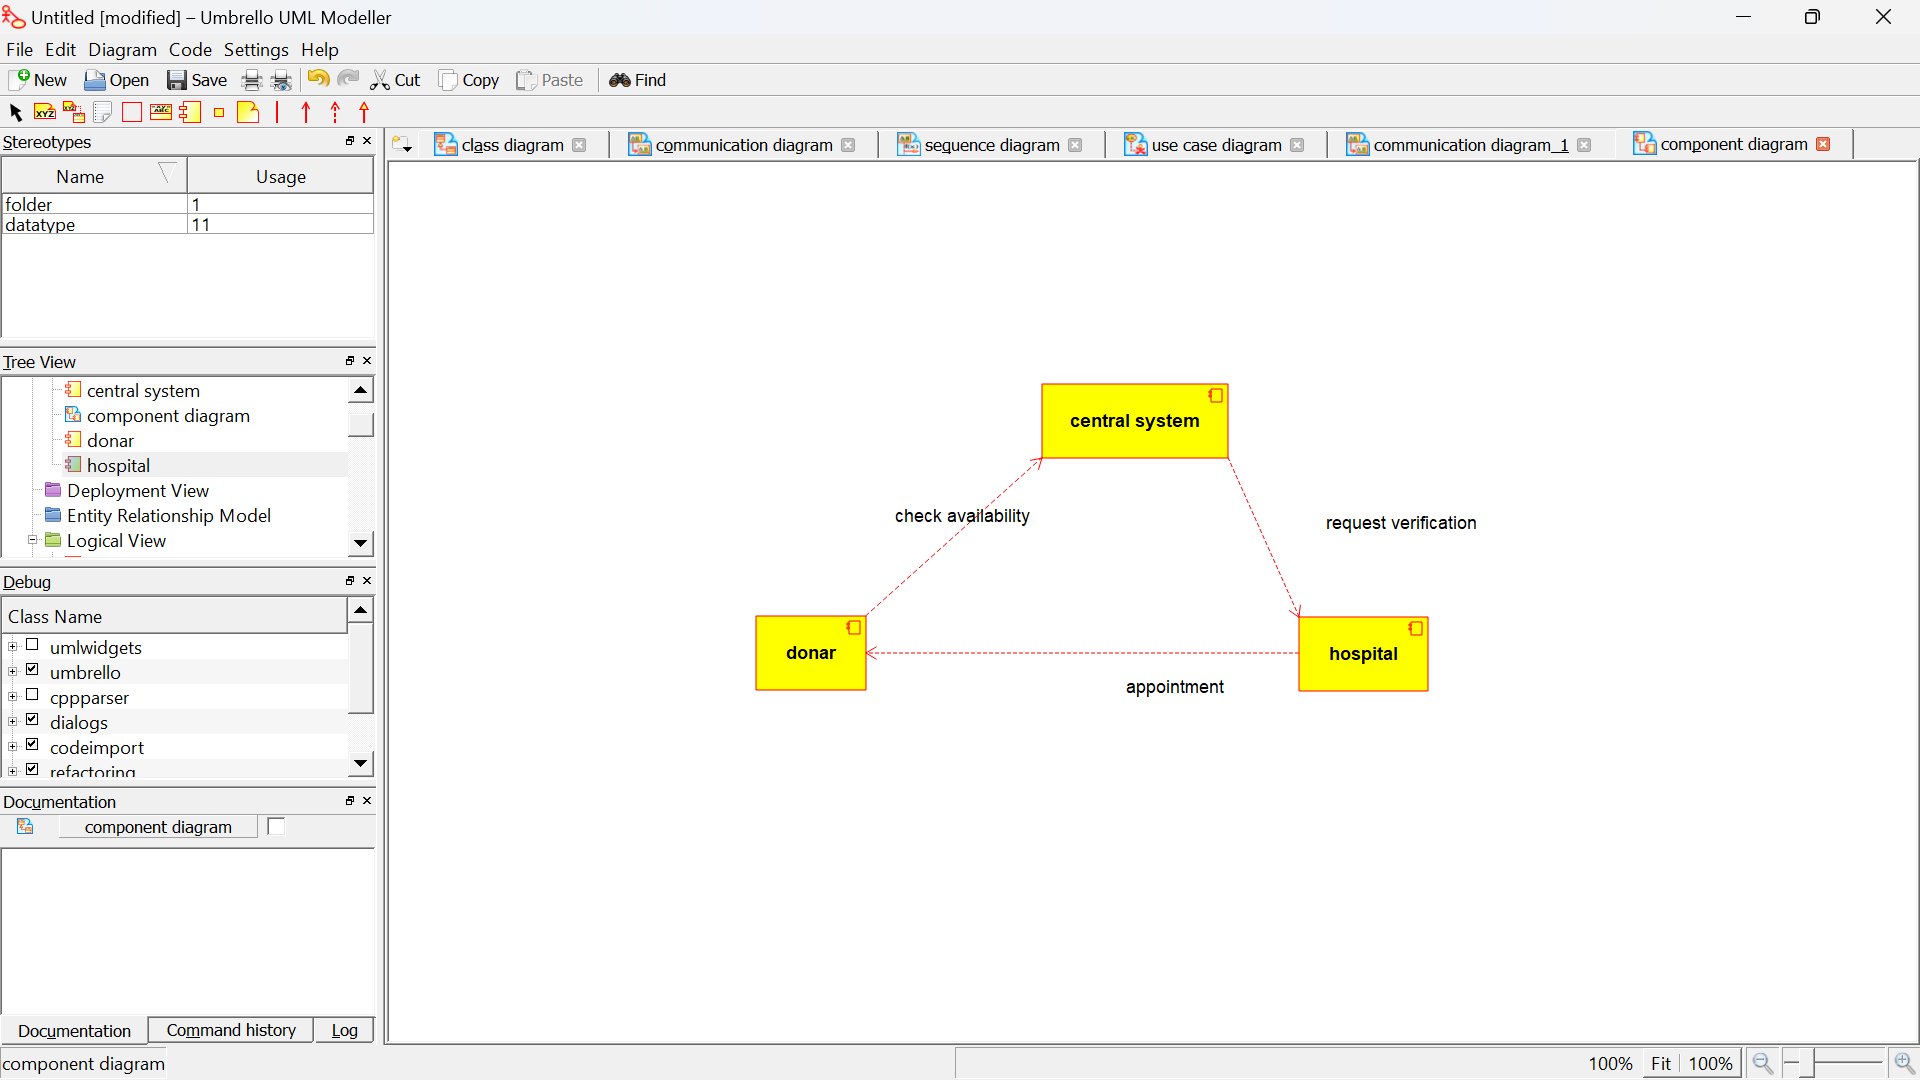 Untitled [modified] – Umbrello UML Modeller
File Edit Diagram Code Settings Help
New Open Save Cut Copy Paste Find
Stereotypes
Name Usage
folder 1
datatype 11
Tree View
central system
component diagram
donar
hospital
Deployment View
Entity Relationship Model
Logical View
Debug
Class Name
umlwidgets
umbrello
cppparser
dialogs
codeimport
refactoring
Documentation
component diagram
Documentation Command history Log
component diagram
class diagram communication diagram sequence diagram use case diagram communication diagram_1 component diagram
central system
check availability
request verification
donar
hospital
appointment
100% Fit 100%